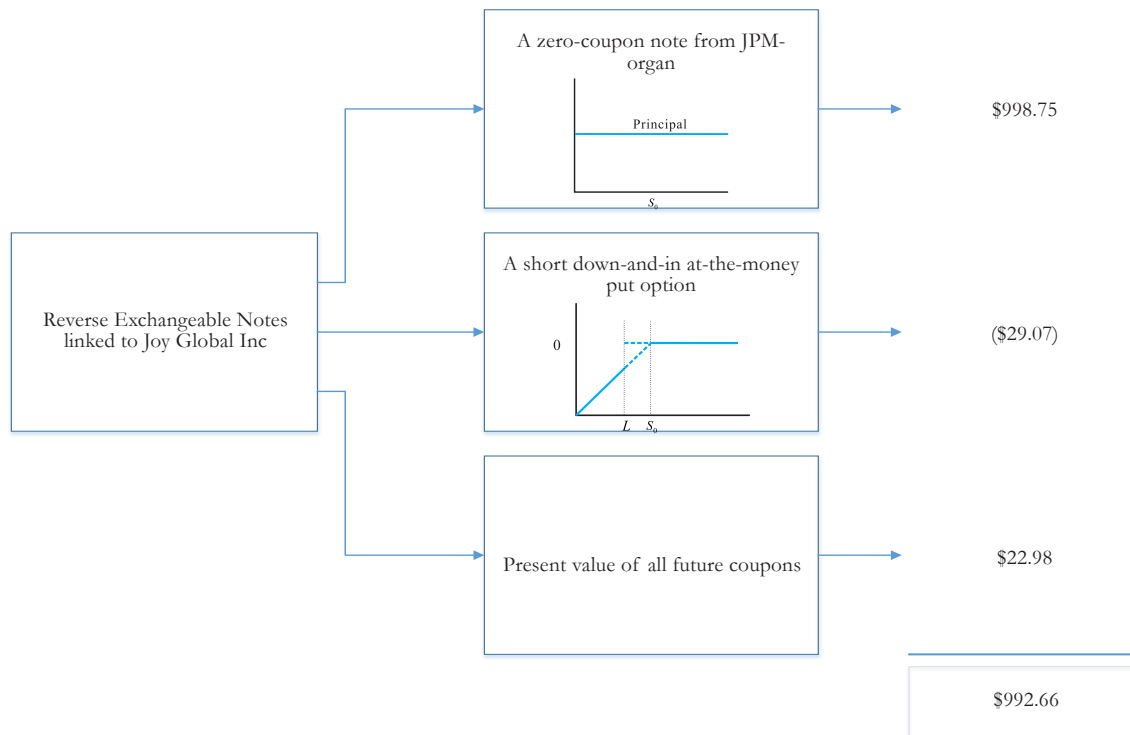 A zero-coupon note from JPM-
organ
Principal
S₀
$998.75
Reverse Exchangeable Notes
linked to Joy Global Inc
A short down-and-in at-the-money
put option
0
L S₀
($29.07)
Present value of all future coupons
$22.98
$992.66